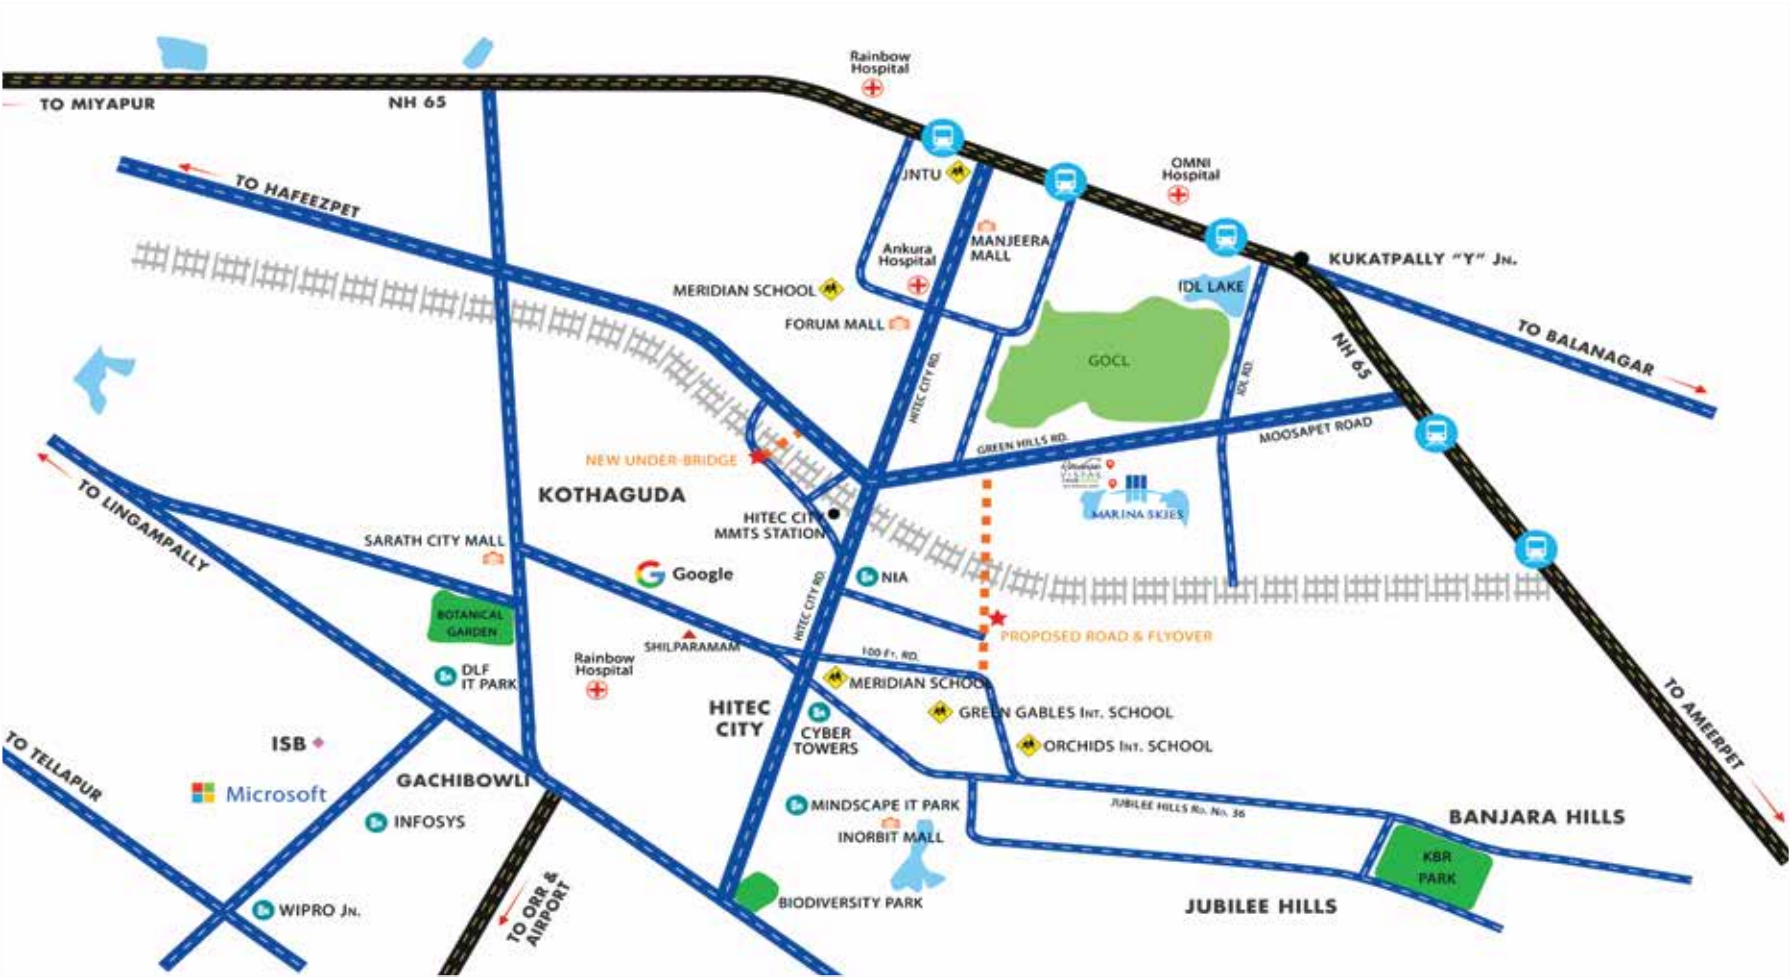 Rainbow
Hospital
TO MIYAPUR
NH 65
OMNI
Hospital
JNTU
TO HAFEEZPET
MANJEERA
MALL
Ankura
Hospital
KUKATPALLY "Y" JN.
MERIDIAN SCHOOL
IDL LAKE
FORUM MALL
TO BALANAGAR
NH 65
GOCL
HITEC CITY RD.
IDL RD.
GREEN HILLS RD.
MOOSAPET ROAD
NEW UNDER-BRIDGE
VISTAS
KOTHAGUDA
MARINA SKIES
HITEC CITY
MMTS STATION
TO LINGAMPALLY
SARATH CITY MALL
Google
NIA
HITEC CITY RD.
BOTANICAL
GARDEN
PROPOSED ROAD & FLYOVER
SHILPARAMAM
100 FT. RD.
Rainbow
Hospital
DLF
IT PARK
MERIDIAN SCHOOL
HITEC
CITY
GREEN GABLES INT. SCHOOL
CYBER
TOWERS
ORCHIDS INT. SCHOOL
TO AMEERPET
ISB
TO TELLAPUR
GACHIBOWLI
Microsoft
MINDSCAPE IT PARK
JUBILEE HILLS RD. NO. 36
BANJARA HILLS
INFOSYS
INORBIT MALL
KBR
PARK
TO ORR &
AIRPORT
BIODIVERSITY PARK
JUBILEE HILLS
WIPRO JN.